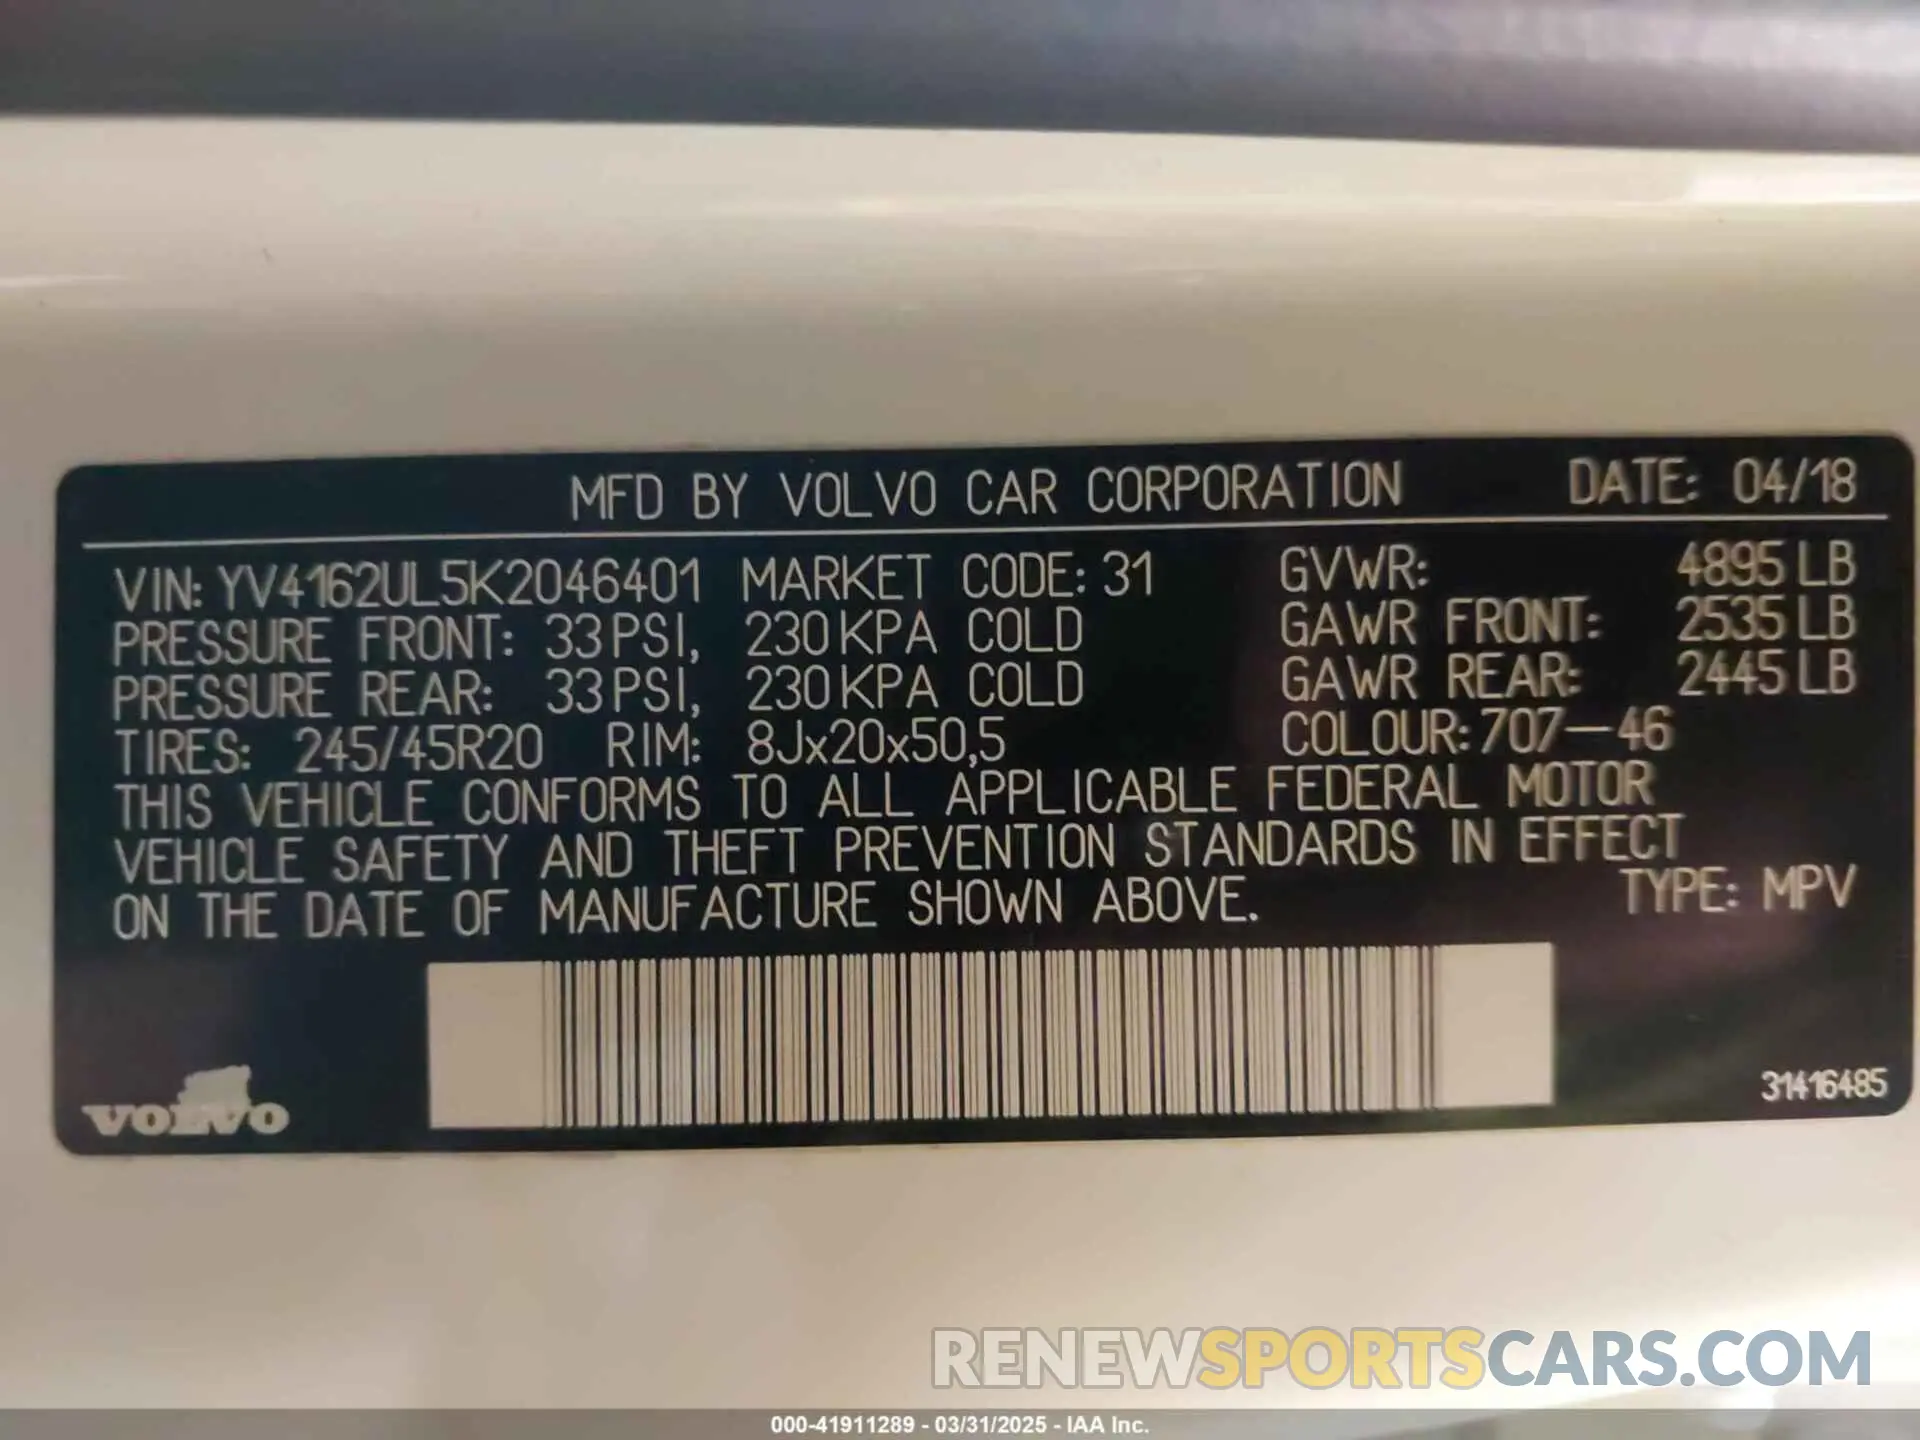 MFD BY VOLVO CAR CORPORATION DATE: 04/18
VIN: YV4162UL5K2046401 MARKET CODE: 31 GVWR: 4895 LB
PRESSURE FRONT: 33 PSI, 230 KPA COLD GAWR FRONT: 2535 LB
PRESSURE REAR: 33 PSI, 230 KPA COLD GAWR REAR: 2445 LB
TIRES: 245/45R20 RIM: 8Jx20x50,5 COLOUR: 707-46
THIS VEHICLE CONFORMS TO ALL APPLICABLE FEDERAL MOTOR
VEHICLE SAFETY AND THEFT PREVENTION STANDARDS IN EFFECT
ON THE DATE OF MANUFACTURE SHOWN ABOVE. TYPE: MPV
31416485
VOLVO
RENEWSPORTSCARS.COM
000-41911289 - 03/31/2025 - IAA Inc.